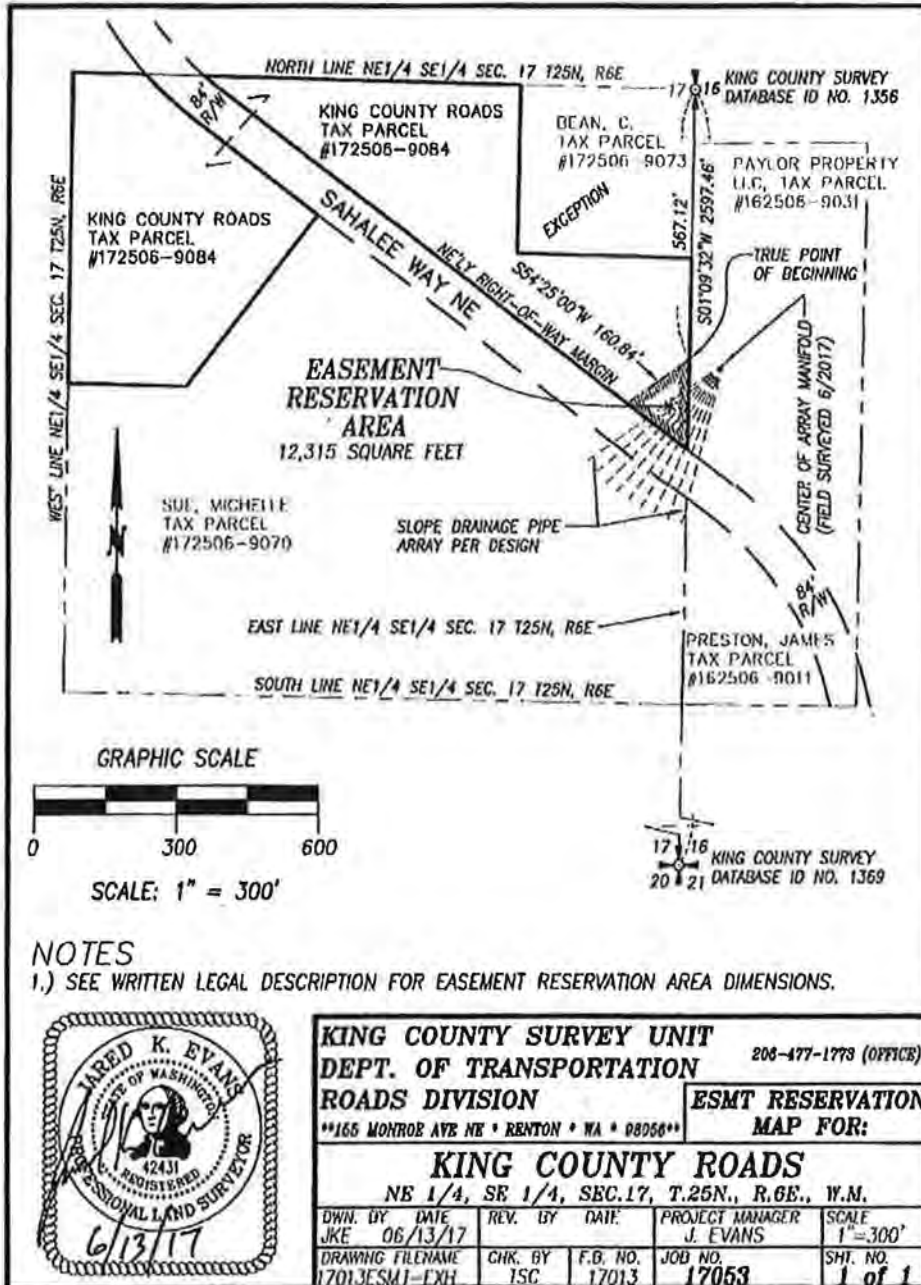 NORTH LINE NE1/4 SE1/4 SEC. 17 T25N, R6E
17 16
KING COUNTY SURVEY
DATABASE ID NO. 1356
84'
R/W
KING COUNTY ROADS
TAX PARCEL
#172506-9084
BEAN, C.
TAX PARCEL
#172506-9073
EXCEPTION
PAYLOR PROPERTY
LLC, TAX PARCEL
#162506-9031
567.12'
S01°09'32"W 2597.46'
WEST LINE NE1/4 SE1/4 SEC. 17 T25N, R6E
KING COUNTY ROADS
TAX PARCEL
#172506-9084
SAHALEE WAY NE
NE'LY RIGHT-OF-WAY MARGIN
S54°25'00"W 160.84'
TRUE POINT
OF BEGINNING
EASEMENT
RESERVATION
AREA
12,315 SQUARE FEET
CENTER OF ARRAY MANIFOLD
(FIELD SURVEYED 6/2017)
N
SUE, MICHELLE
TAX PARCEL
#172506-9070
SLOPE DRAINAGE PIPE
ARRAY PER DESIGN
84'
R/W
EAST LINE NE1/4 SE1/4 SEC. 17 T25N, R6E
PRESTON, JAMES
TAX PARCEL
#162506-9011
SOUTH LINE NE1/4 SE1/4 SEC. 17 T25N, R6E
GRAPHIC SCALE
0 300 600
SCALE: 1" = 300'
17 16
20 21
KING COUNTY SURVEY
DATABASE ID NO. 1369
NOTES
1.) SEE WRITTEN LEGAL DESCRIPTION FOR EASEMENT RESERVATION AREA DIMENSIONS.
JARED K. EVANS
STATE OF WASHINGTON
42431
REGISTERED
PROFESSIONAL LAND SURVEYOR
6/13/17
KING COUNTY SURVEY UNIT
DEPT. OF TRANSPORTATION
206-477-1773 (OFFICE)
ROADS DIVISION
**155 MONROE AVE NE * RENTON * WA * 98056**
ESMT RESERVATION
MAP FOR:
KING COUNTY ROADS
NE 1/4, SE 1/4, SEC.17, T.25N., R.6E., W.M.
DWN. BY DATE
JKE 06/13/17
REV. BY DATE
PROJECT MANAGER
J. EVANS
SCALE
1"=300'
DRAWING FILENAME
17013ESMT-EXH
CHK. BY
TSC
F.B. NO.
17013
JOB NO.
17053
SHT. NO.
1 of 1